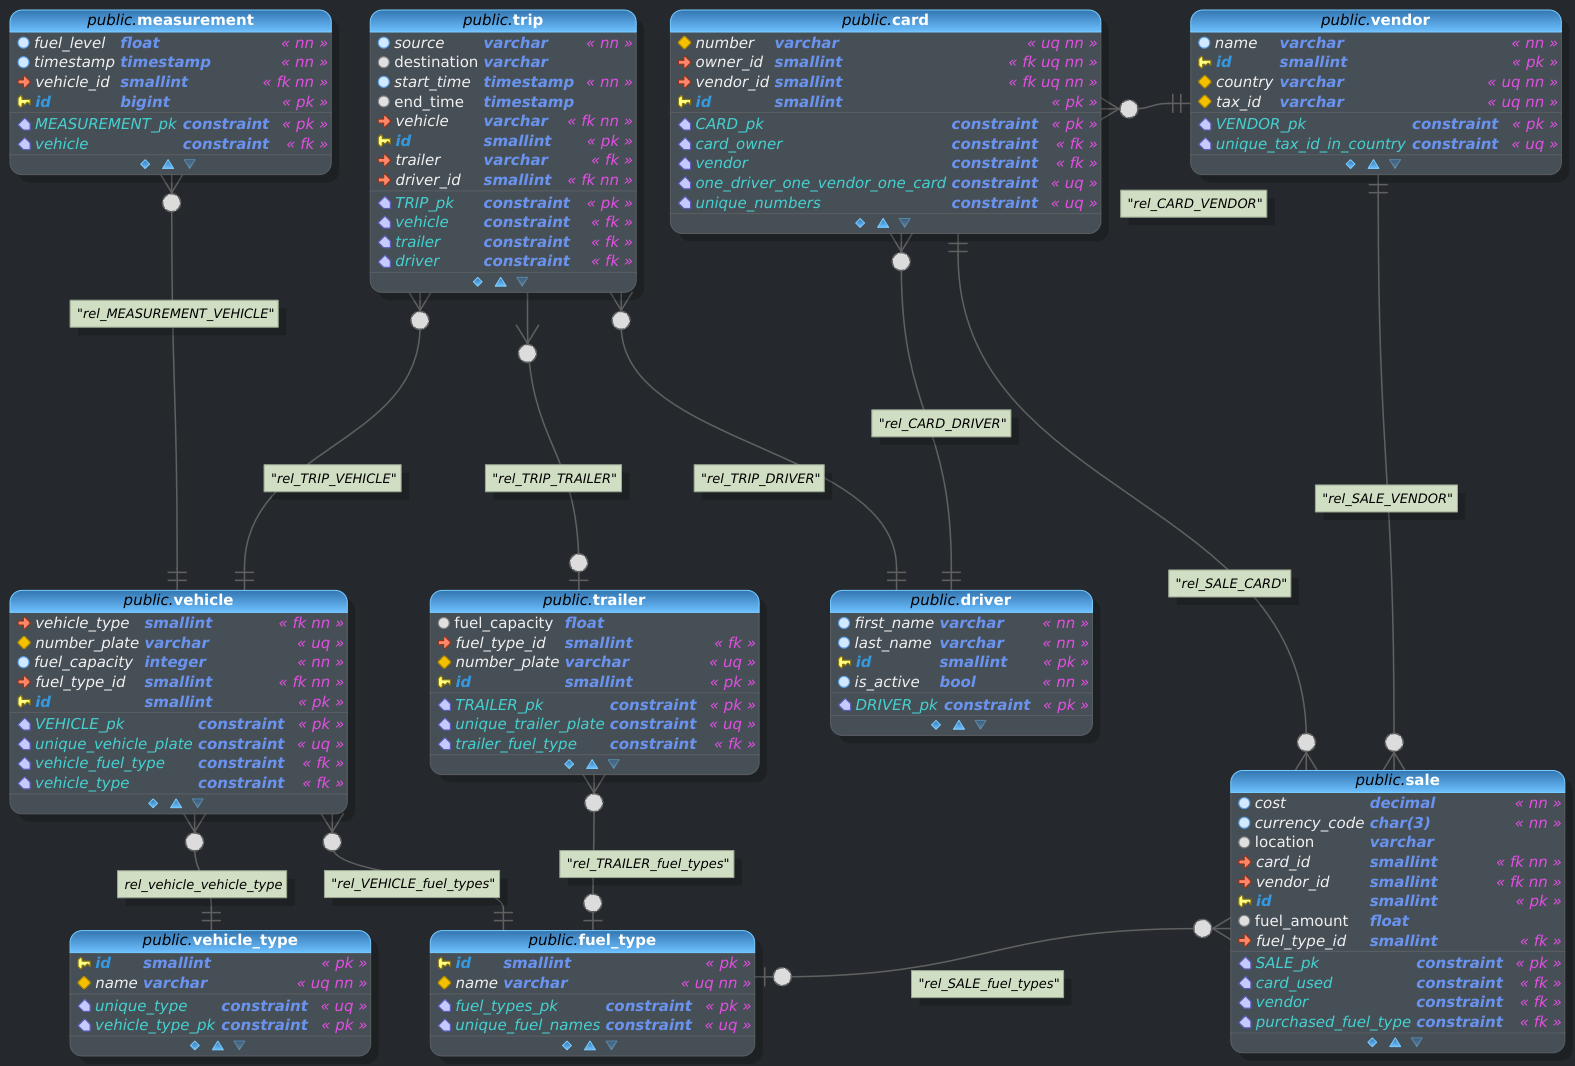 public.measurement
fuel_level float « nn »
timestamp timestamp « nn »
vehicle_id smallint « fk nn »
id bigint « pk »
MEASUREMENT_pk constraint « pk »
vehicle constraint « fk »
public.trip
source varchar « nn »
destination varchar
start_time timestamp « nn »
end_time timestamp
vehicle varchar « fk nn »
id smallint « pk »
trailer varchar « fk »
driver_id smallint « fk nn »
TRIP_pk constraint « pk »
vehicle constraint « fk »
trailer constraint « fk »
driver constraint « fk »
public.card
number varchar « uq nn »
owner_id smallint « fk uq nn »
vendor_id smallint « fk uq nn »
id smallint « pk »
CARD_pk constraint « pk »
card_owner constraint « fk »
vendor constraint « fk »
one_driver_one_vendor_one_card constraint « uq »
unique_numbers constraint « uq »
public.vendor
name varchar « nn »
id smallint « pk »
country varchar « uq nn »
tax_id varchar « uq nn »
VENDOR_pk constraint « pk »
unique_tax_id_in_country constraint « uq »
"rel_CARD_VENDOR"
"rel_MEASUREMENT_VEHICLE"
"rel_CARD_DRIVER"
"rel_TRIP_VEHICLE"
"rel_TRIP_TRAILER"
"rel_TRIP_DRIVER"
"rel_SALE_VENDOR"
"rel_SALE_CARD"
public.vehicle
vehicle_type smallint « fk nn »
number_plate varchar « uq »
fuel_capacity integer « nn »
fuel_type_id smallint « fk nn »
id smallint « pk »
VEHICLE_pk constraint « pk »
unique_vehicle_plate constraint « uq »
vehicle_fuel_type constraint « fk »
vehicle_type constraint « fk »
public.trailer
fuel_capacity float
fuel_type_id smallint « fk »
number_plate varchar « uq »
id smallint « pk »
TRAILER_pk constraint « pk »
unique_trailer_plate constraint « uq »
trailer_fuel_type constraint « fk »
public.driver
first_name varchar « nn »
last_name varchar « nn »
id smallint « pk »
is_active bool « nn »
DRIVER_pk constraint « pk »
public.sale
cost decimal « nn »
currency_code char(3) « nn »
location varchar
card_id smallint « fk nn »
vendor_id smallint « fk nn »
id smallint « pk »
fuel_amount float
fuel_type_id smallint « fk »
SALE_pk constraint « pk »
card_used constraint « fk »
vendor constraint « fk »
purchased_fuel_type constraint « fk »
rel_vehicle_vehicle_type
"rel_VEHICLE_fuel_types"
"rel_TRAILER_fuel_types"
"rel_SALE_fuel_types"
public.vehicle_type
id smallint « pk »
name varchar « uq nn »
unique_type constraint « uq »
vehicle_type_pk constraint « pk »
public.fuel_type
id smallint « pk »
name varchar « uq nn »
fuel_types_pk constraint « pk »
unique_fuel_names constraint « uq »